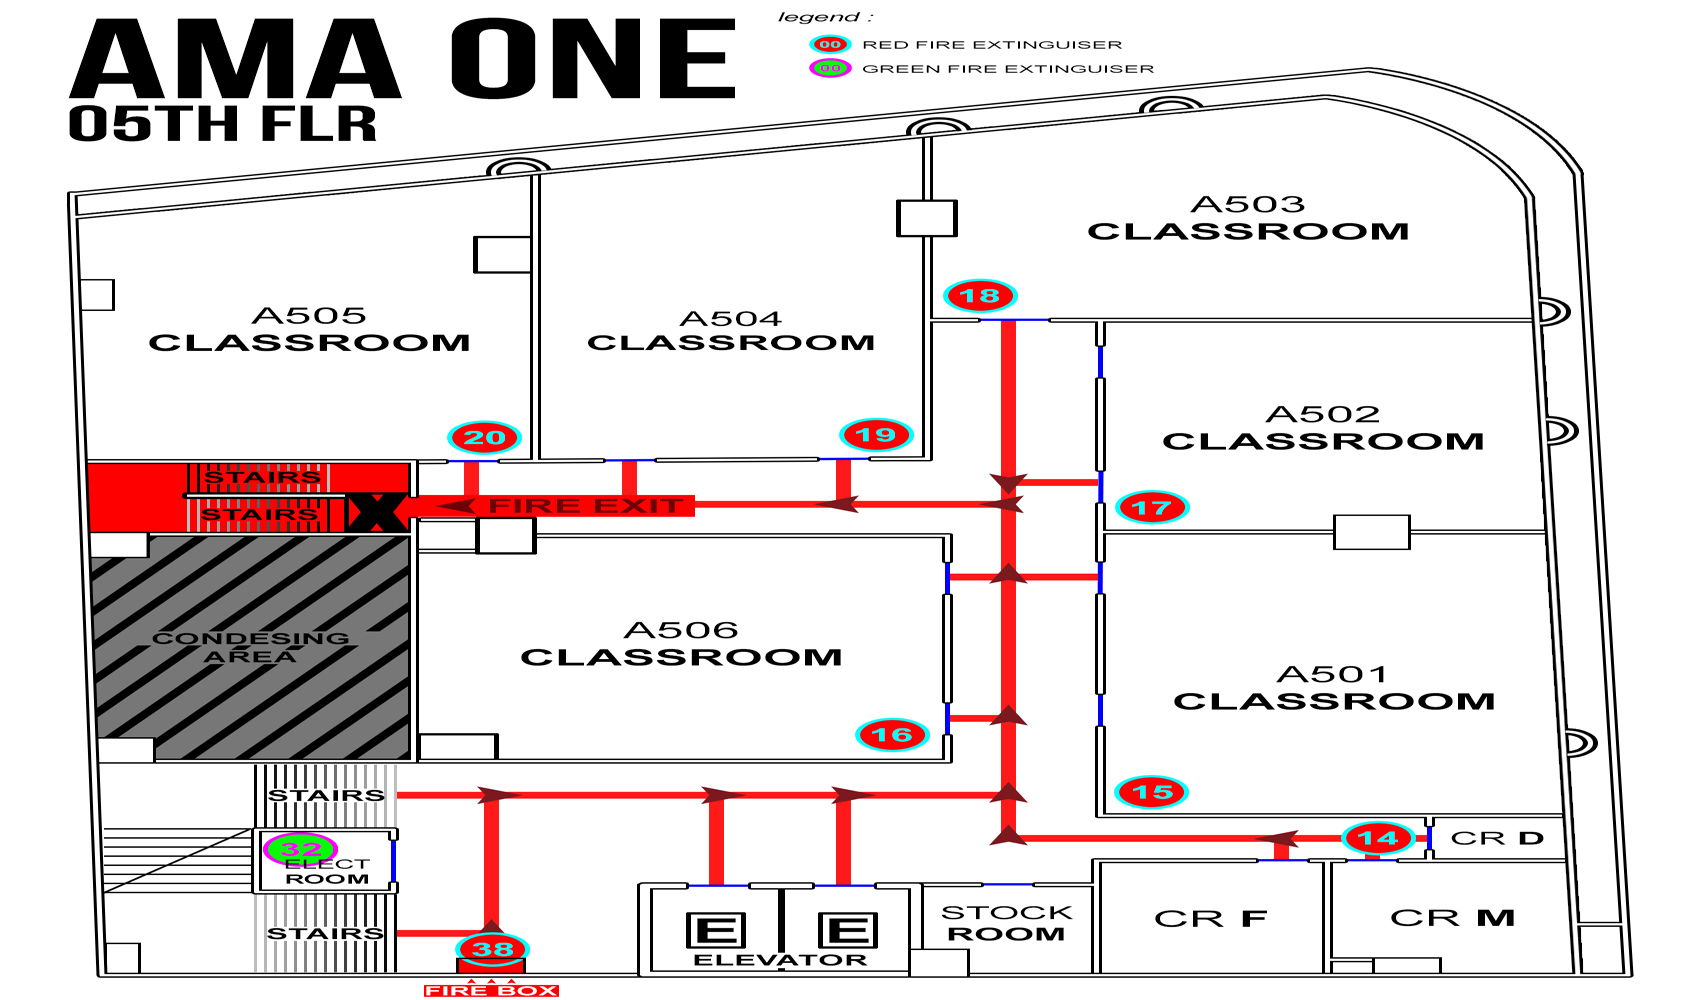 AMA ONE
05TH FLR
legend :
00 RED FIRE EXTINGUISER
00 GREEN FIRE EXTINGUISER
A503
CLASSROOM
A505
CLASSROOM
A504
CLASSROOM
18
A502
CLASSROOM
20
19
17
STAIRS
STAIRS
X
FIRE EXIT
CONDESING
AREA
A506
CLASSROOM
16
A501
CLASSROOM
15
STAIRS
32
ELECT
ROOM
14
CR D
STAIRS
38
FIRE BOX
E
E
ELEVATOR
STOCK
ROOM
CR F
CR M